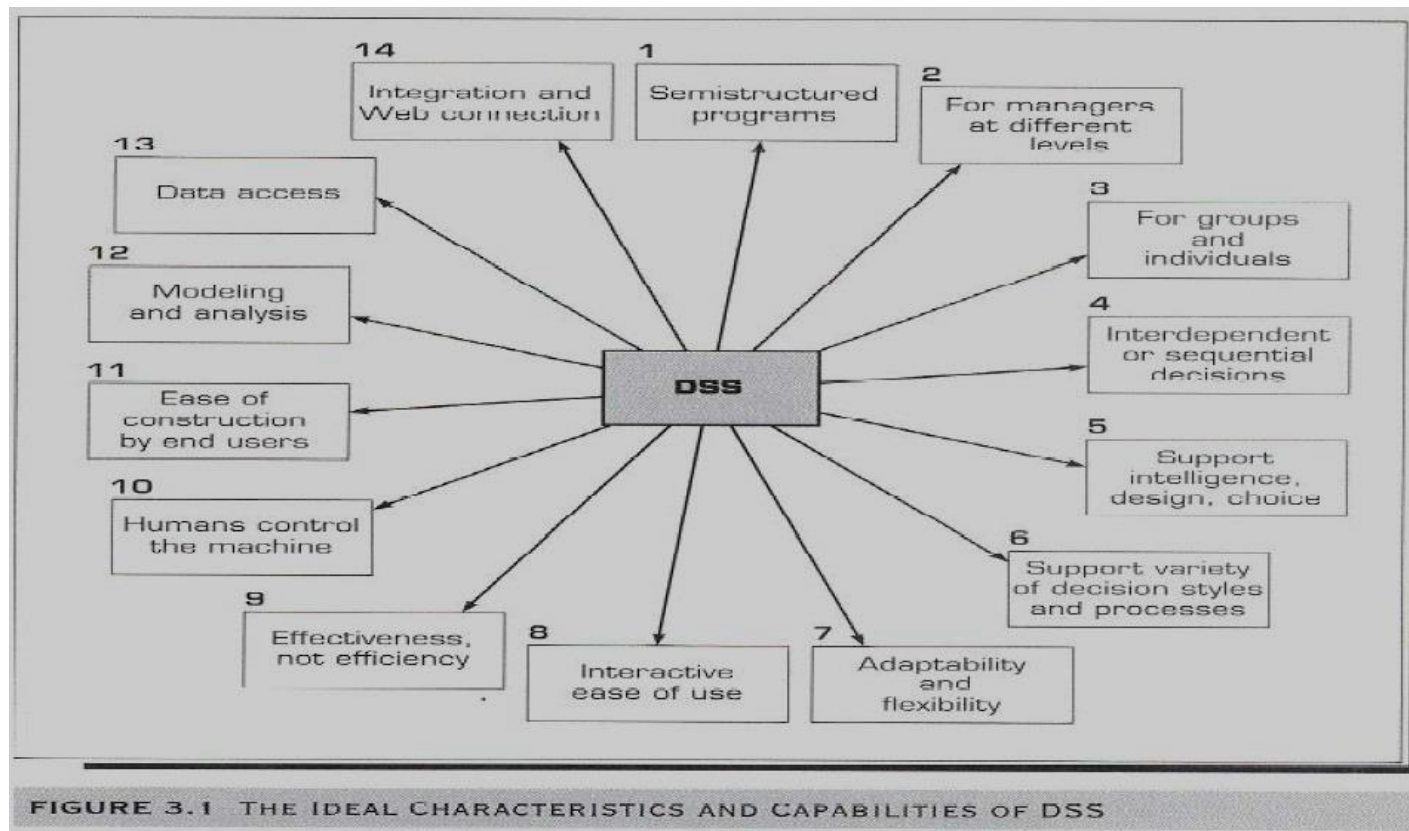 14
Integration and
Web connection
1
Semistructured
programs
2
For managers
at different
levels
3
For groups
and
individuals
4
Interdependent
or sequential
decisions
5
Support
intelligence,
design, choice
6
Support variety
of decision styles
and processes
7
Adaptability
and
flexibility
8
Interactive
ease of use
9
Effectiveness,
not efficiency
10
Humans control
the machine
11
Ease of
construction
by end users
12
Modeling
and analysis
13
Data access
DSS
FIGURE 3.1 THE IDEAL CHARACTERISTICS AND CAPABILITIES OF DSS